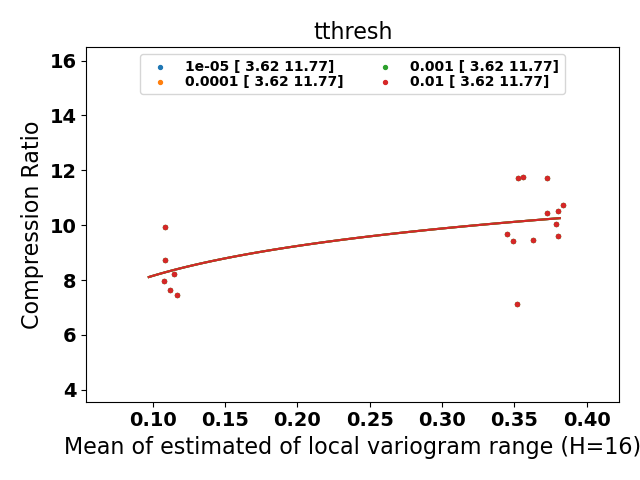 tthresh
1e-05 [ 3.62 11.77]
0.0001 [ 3.62 11.77]
0.001 [ 3.62 11.77]
0.01 [ 3.62 11.77]
Compression Ratio
16
14
12
10
8
6
4
0.10 0.15 0.20 0.25 0.30 0.35 0.40
Mean of estimated of local variogram range (H=16)